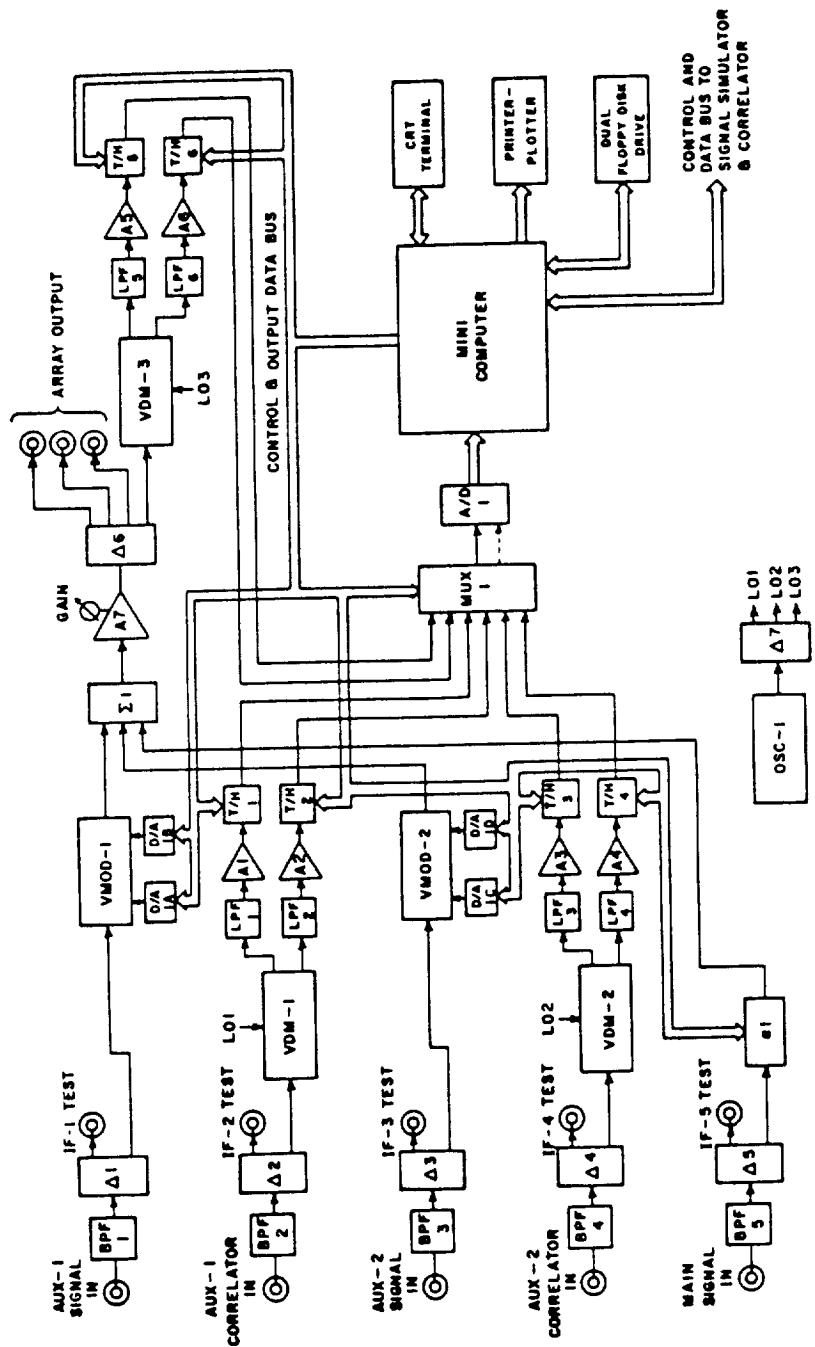 AUX-1
SIGNAL
IN
BPF
1
Δ1
IF-1 TEST
VMOD-1
D/A
1A
D/A
1B
Σ1
GAIN
A7
Δ6
ARRAY OUTPUT
VDM-3
LO3
LPF
5
A5
LPF
6
A6
T/H
6
AUX-1
CORRELATOR
IN
BPF
2
Δ2
IF-2 TEST
LO1
VDM-1
LPF
1
A1
T/H
1
LPF
2
A2
T/H
2
CONTROL & OUTPUT DATA BUS
AUX-2
SIGNAL
IN
BPF
3
Δ3
IF-3 TEST
VMOD-2
D/A
1C
D/A
1D
MUX
1
A/D
1
MINI
COMPUTER
CRT
TERMINAL
PRINTER-
PLOTTER
DUAL
FLOPPY DISK
DRIVE
CONTROL AND
DATA BUS TO
SIGNAL SIMULATOR
& CORRELATOR
AUX-2
CORRELATOR
IN
BPF
4
Δ4
IF-4 TEST
LO2
VDM-2
LPF
3
A3
T/H
3
LPF
4
A4
T/H
4
MAIN
SIGNAL
IN
BPF
5
Δ5
IF-5 TEST
OSC-1
Δ7
LO1
LO2
LO3